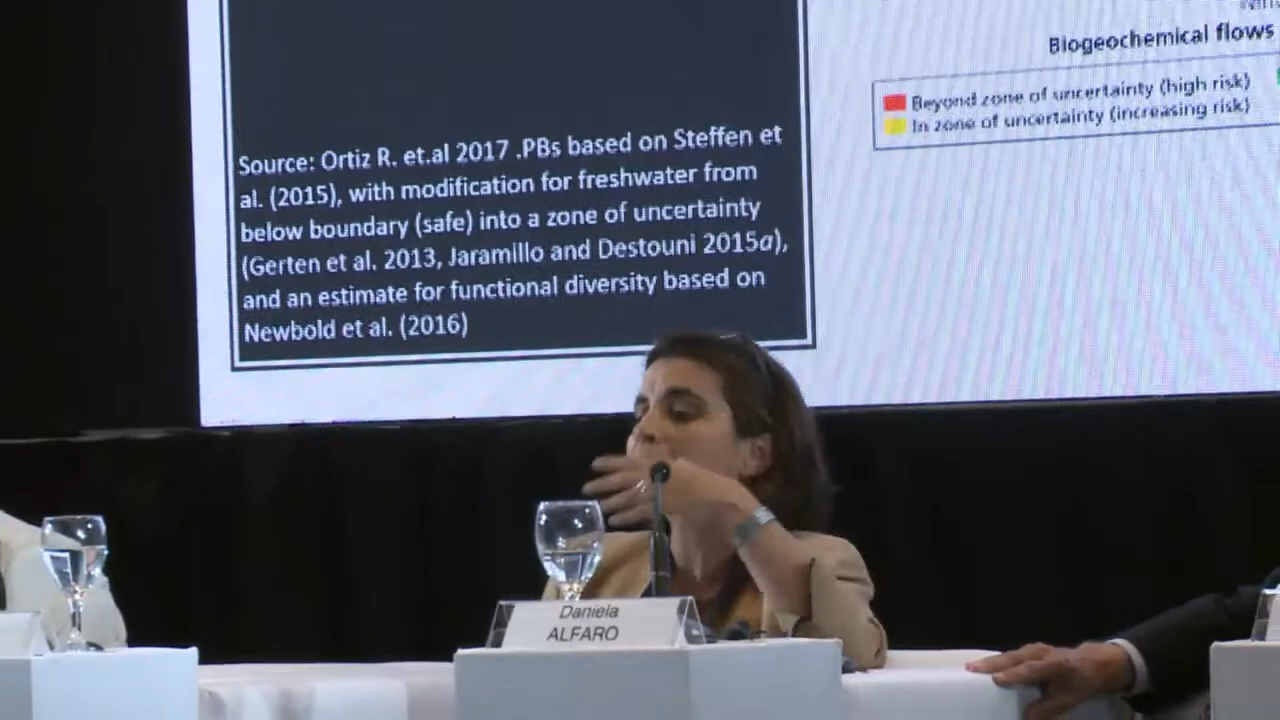 Biogeochemical flows
Beyond zone of uncertainty (high risk)
In zone of uncertainty (increasing risk)
Source: Ortiz R. et.al 2017 .PBs based on Steffen et
al. (2015), with modification for freshwater from
below boundary (safe) into a zone of uncertainty
(Gerten et al. 2013, Jaramillo and Destouni 2015a),
and an estimate for functional diversity based on
Newbold et al. (2016)
Daniela
ALFARO